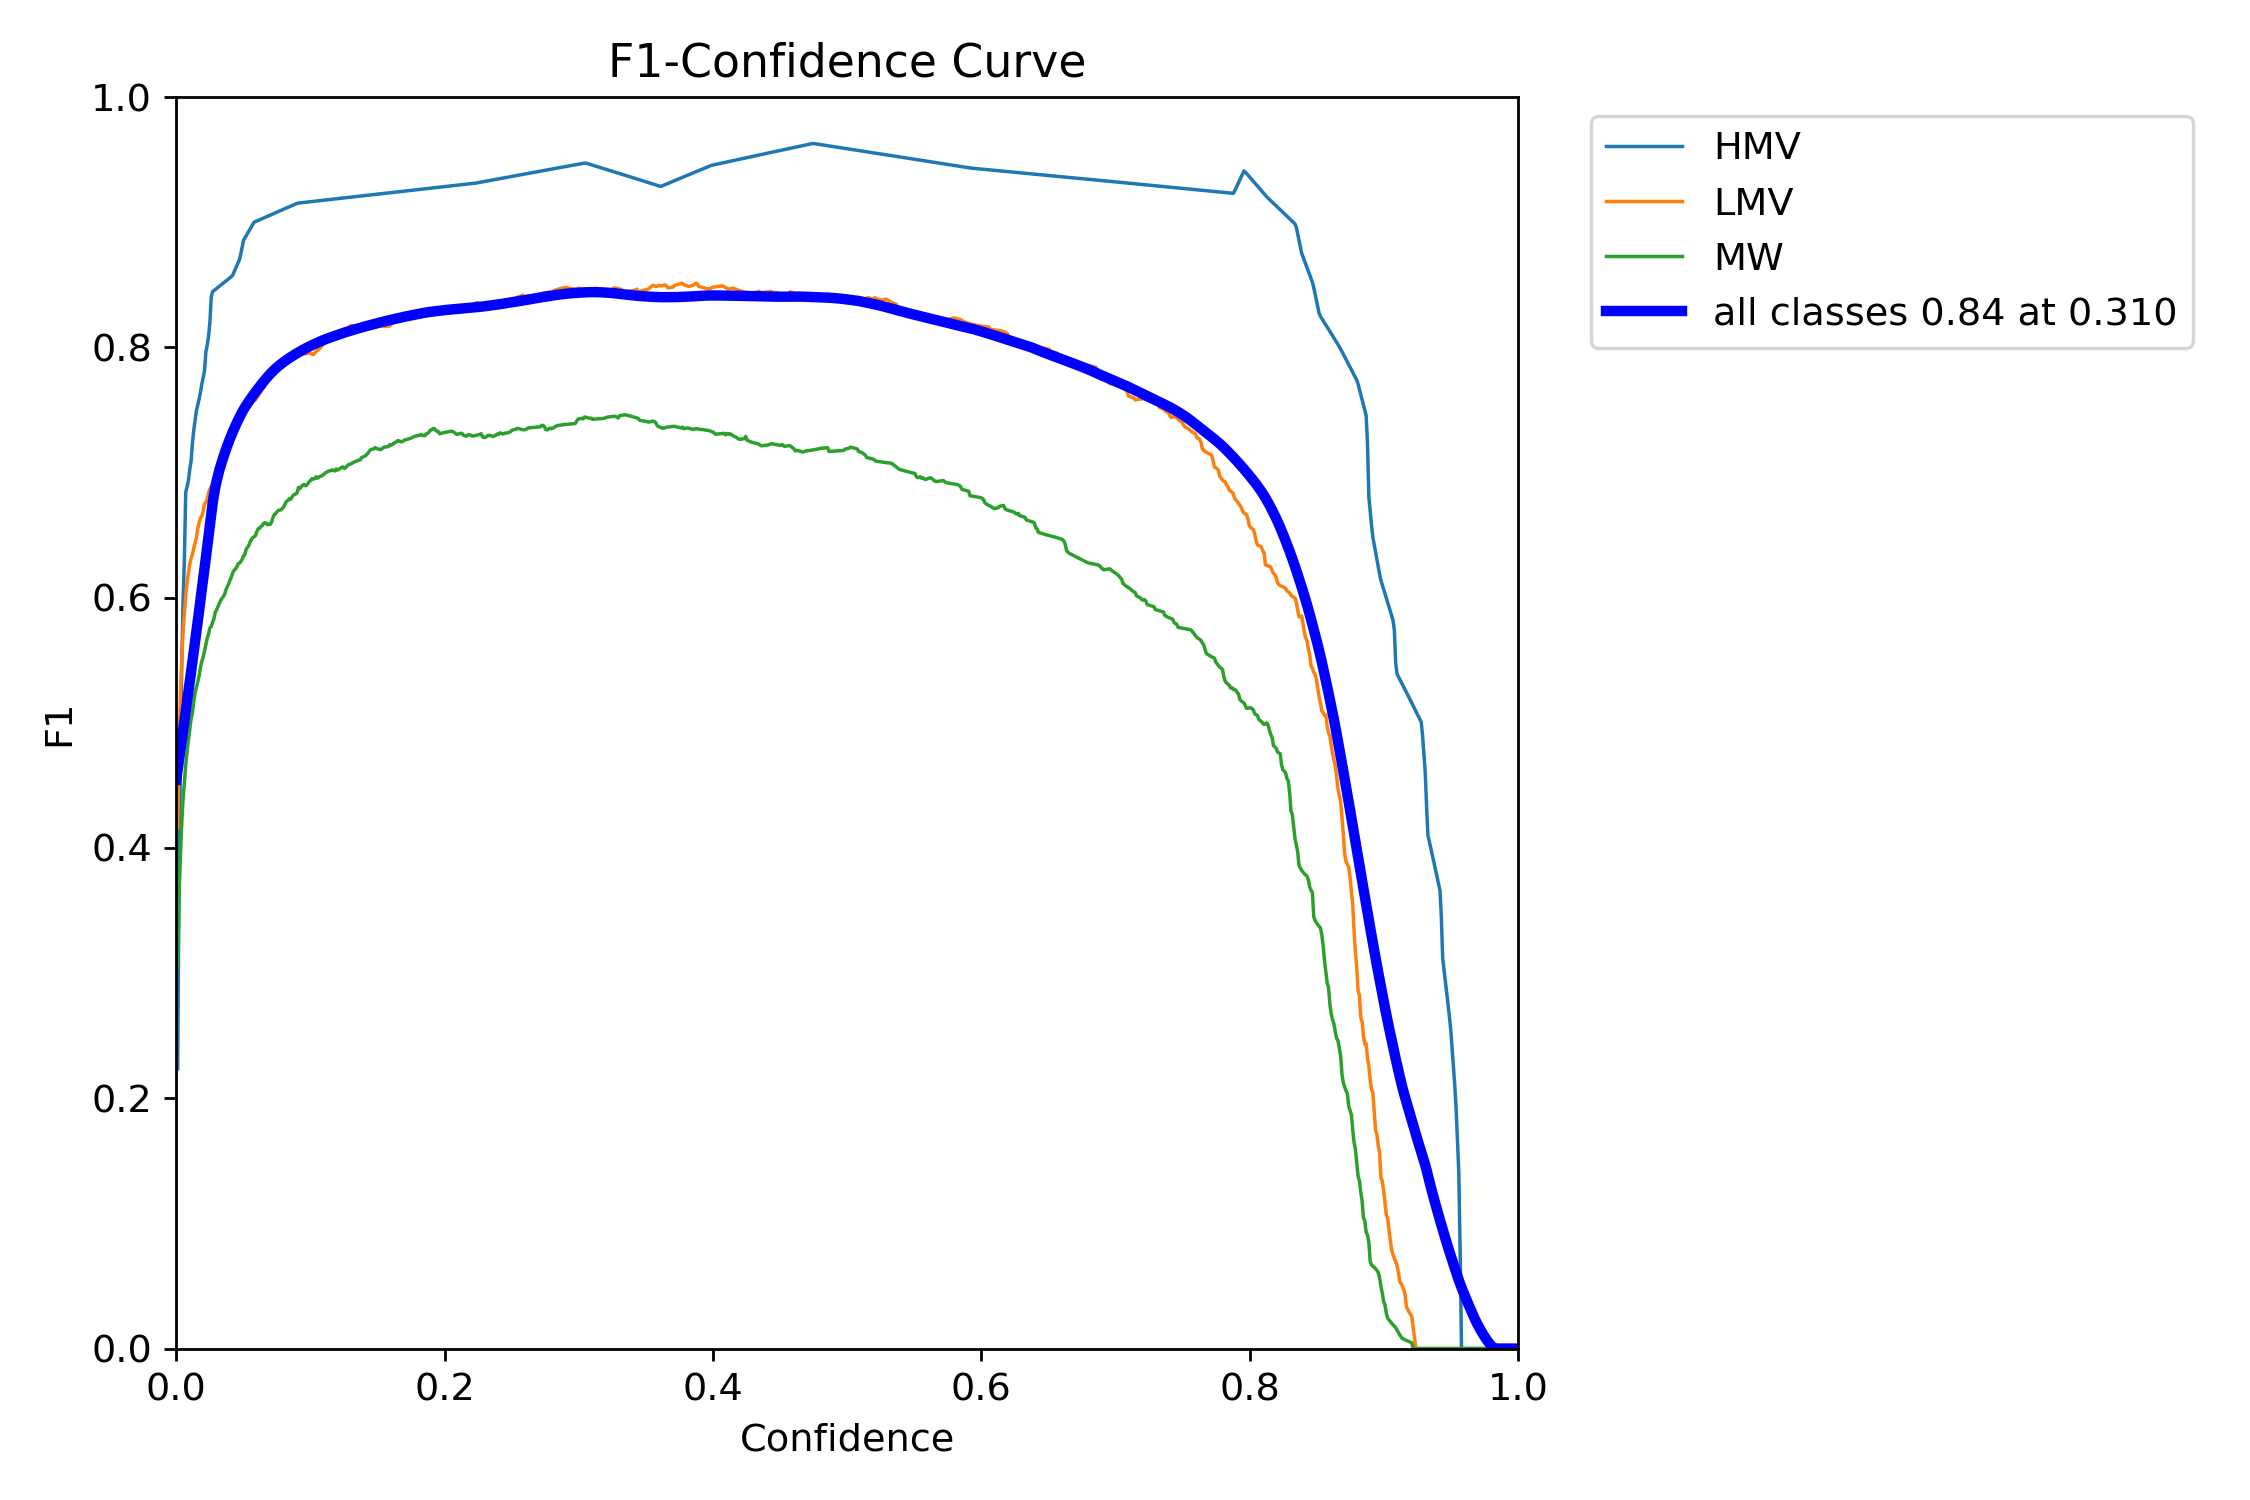 F1-Confidence Curve
1.0
0.8
0.6
0.4
0.2
0.0
F1
0.0 0.2 0.4 0.6 0.8 1.0
Confidence
HMV
LMV
MW
all classes 0.84 at 0.310